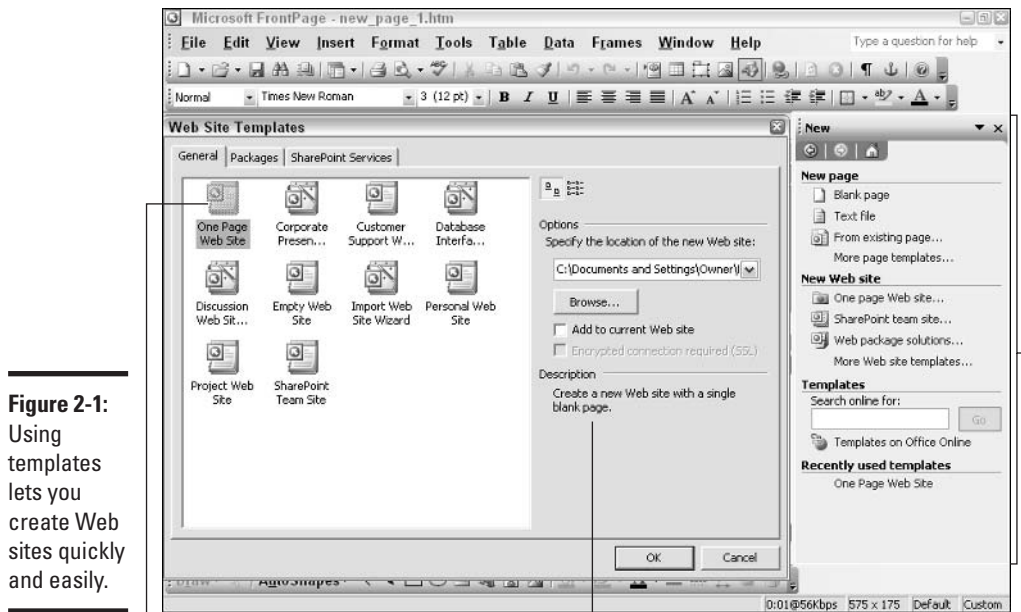 Microsoft FrontPage - new_page_1.htm
File Edit View Insert Format Tools Table Data Frames Window Help
Type a question for help
Normal Times New Roman 3 (12 pt) B I U A A ab A
Web Site Templates
General Packages SharePoint Services
One Page Web Site
Corporate Presen...
Customer Support W...
Database Interfa...
Discussion Web Sit...
Empty Web Site
Import Web Site Wizard
Personal Web Site
Project Web Site
SharePoint Team Site
Options
Specify the location of the new Web site:
C:\Documents and Settings\Owner\
Browse...
Add to current Web site
Encrypted connection required (SSL)
Description
Create a new Web site with a single
blank page.
OK Cancel
New
New page
Blank page
Text file
From existing page...
More page templates...
New Web site
One page Web site...
SharePoint team site...
Web package solutions...
More Web site templates...
Templates
Search online for:
Go
Templates on Office Online
Recently used templates
One Page Web Site
Draw AutoShapes
0:01@56Kbps 575 x 175 Default Custom
Figure 2-1:
Using
templates
lets you
create Web
sites quickly
and easily.